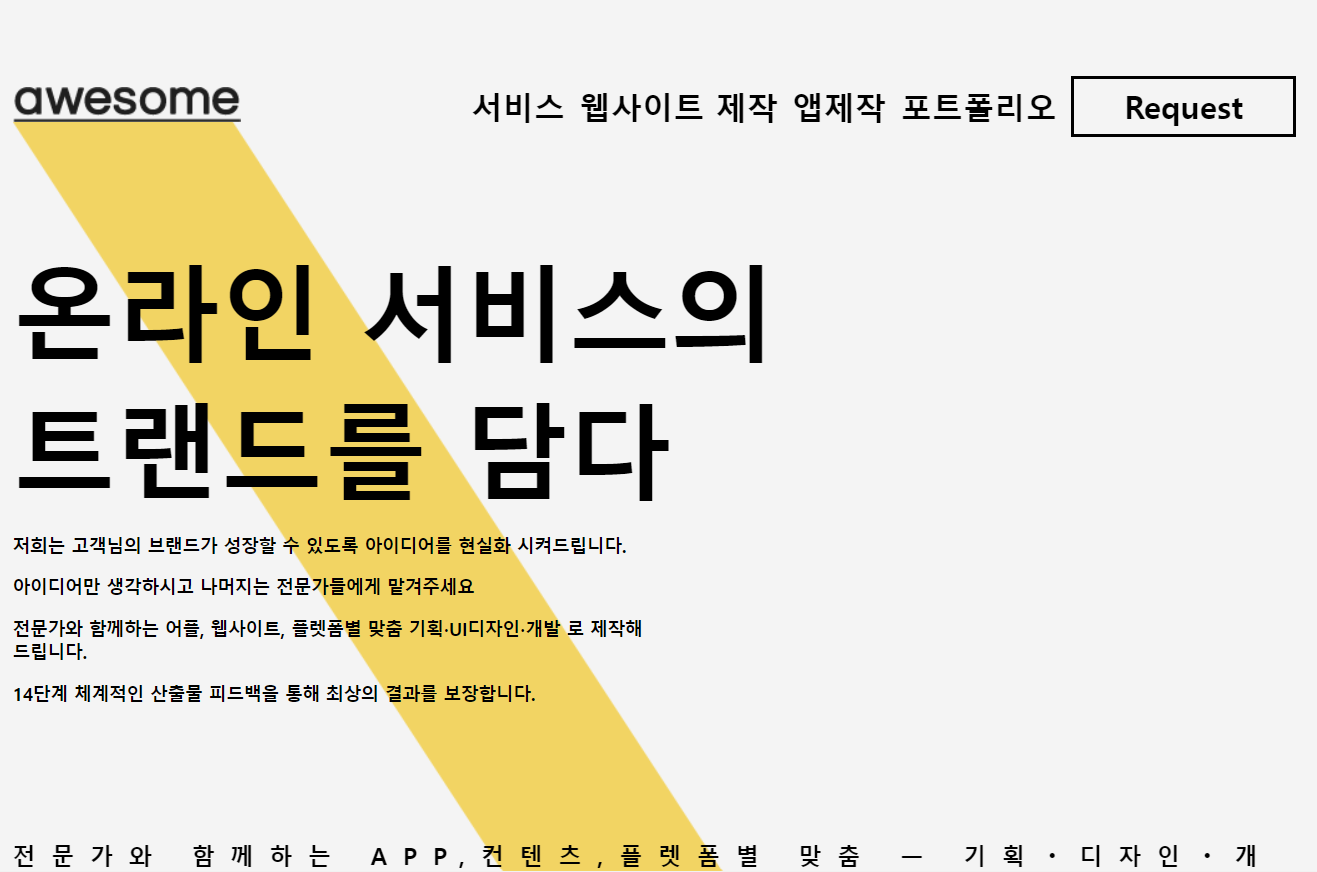 awesome
서비스 웹사이트 제작 앱제작 포트폴리오 Request
온라인 서비스의
트랜드를 담다
저희는 고객님의 브랜드가 성장할 수 있도록 아이디어를 현실화 시켜드립니다.
아이디어만 생각하시고 나머지는 전문가들에게 맡겨주세요
전문가와 함께하는 어플, 웹사이트, 플렛폼별 맞춤 기획·UI디자인·개발 로 제작해
드립니다.
14단계 체계적인 산출물 피드백을 통해 최상의 결과를 보장합니다.
전문가와 함께하는 APP,컨텐츠,플렛폼별 맞춤 — 기획·디자인·개